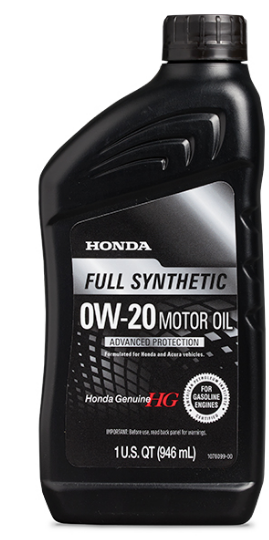 HONDA
FULL SYNTHETIC
0W-20 MOTOR OIL
ADVANCED PROTECTION
Formulated for Honda and Acura vehicles.
Honda Genuine HG
FOR
GASOLINE
ENGINES
CERTIFIED
IMPORTANT: Before use, read back panel for warnings.
1 U.S. QT (946 mL)